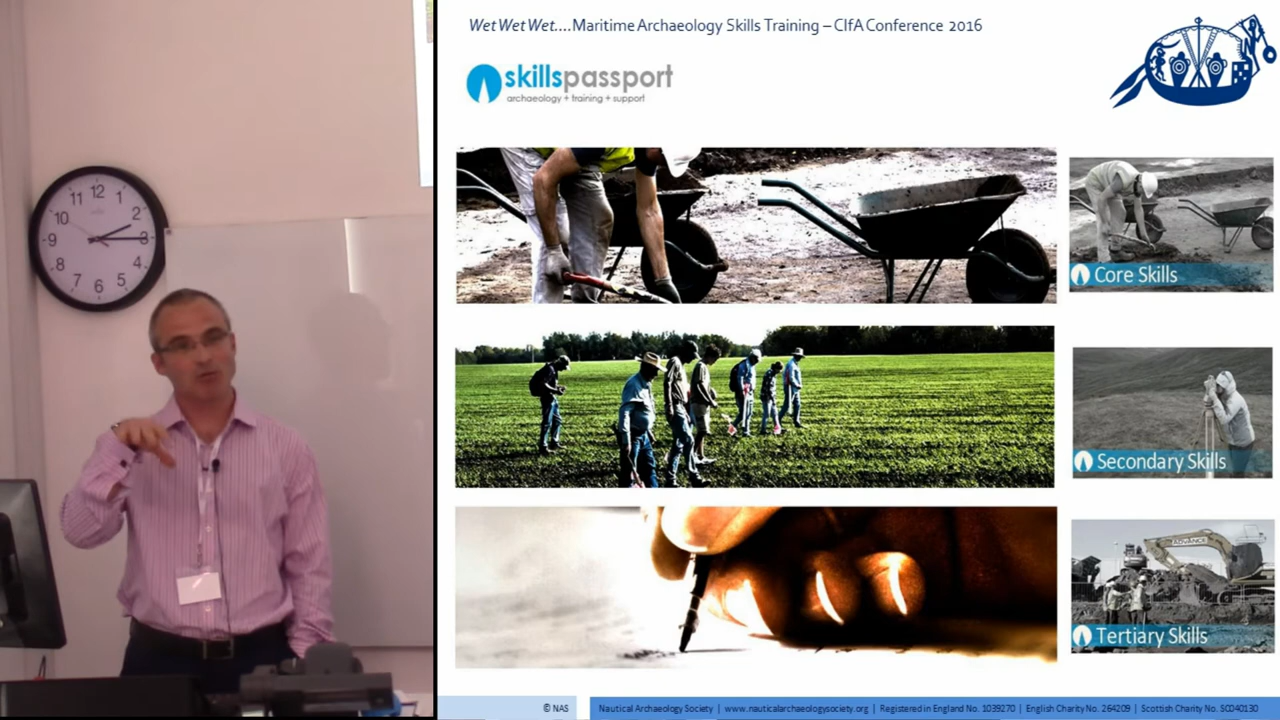 Wet Wet Wet....Maritime Archaeology Skills Training – CIfA Conference 2016
skillspassport
archaeology + training + support
12
11 1
10 2
9 3
8 4
7 5
6
Core Skills
Secondary Skills
ADVANCE
Tertiary Skills
© NAS
Nautical Archaeology Society | www.nauticalarchaeologysociety.org | Registered in England No. 1039270 | English Charity No. 264209 | Scottish Charity No. SC040130